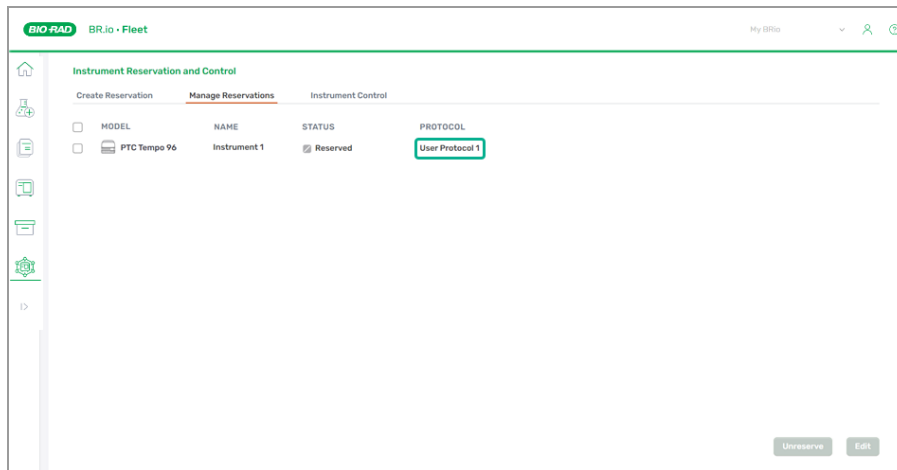 BIO-RAD BR.io • Fleet My BRio
Instrument Reservation and Control
Create Reservation Manage Reservations Instrument Control
MODEL NAME STATUS PROTOCOL
PTC Tempo 96 Instrument 1 Reserved User Protocol 1
Unreserve Edit